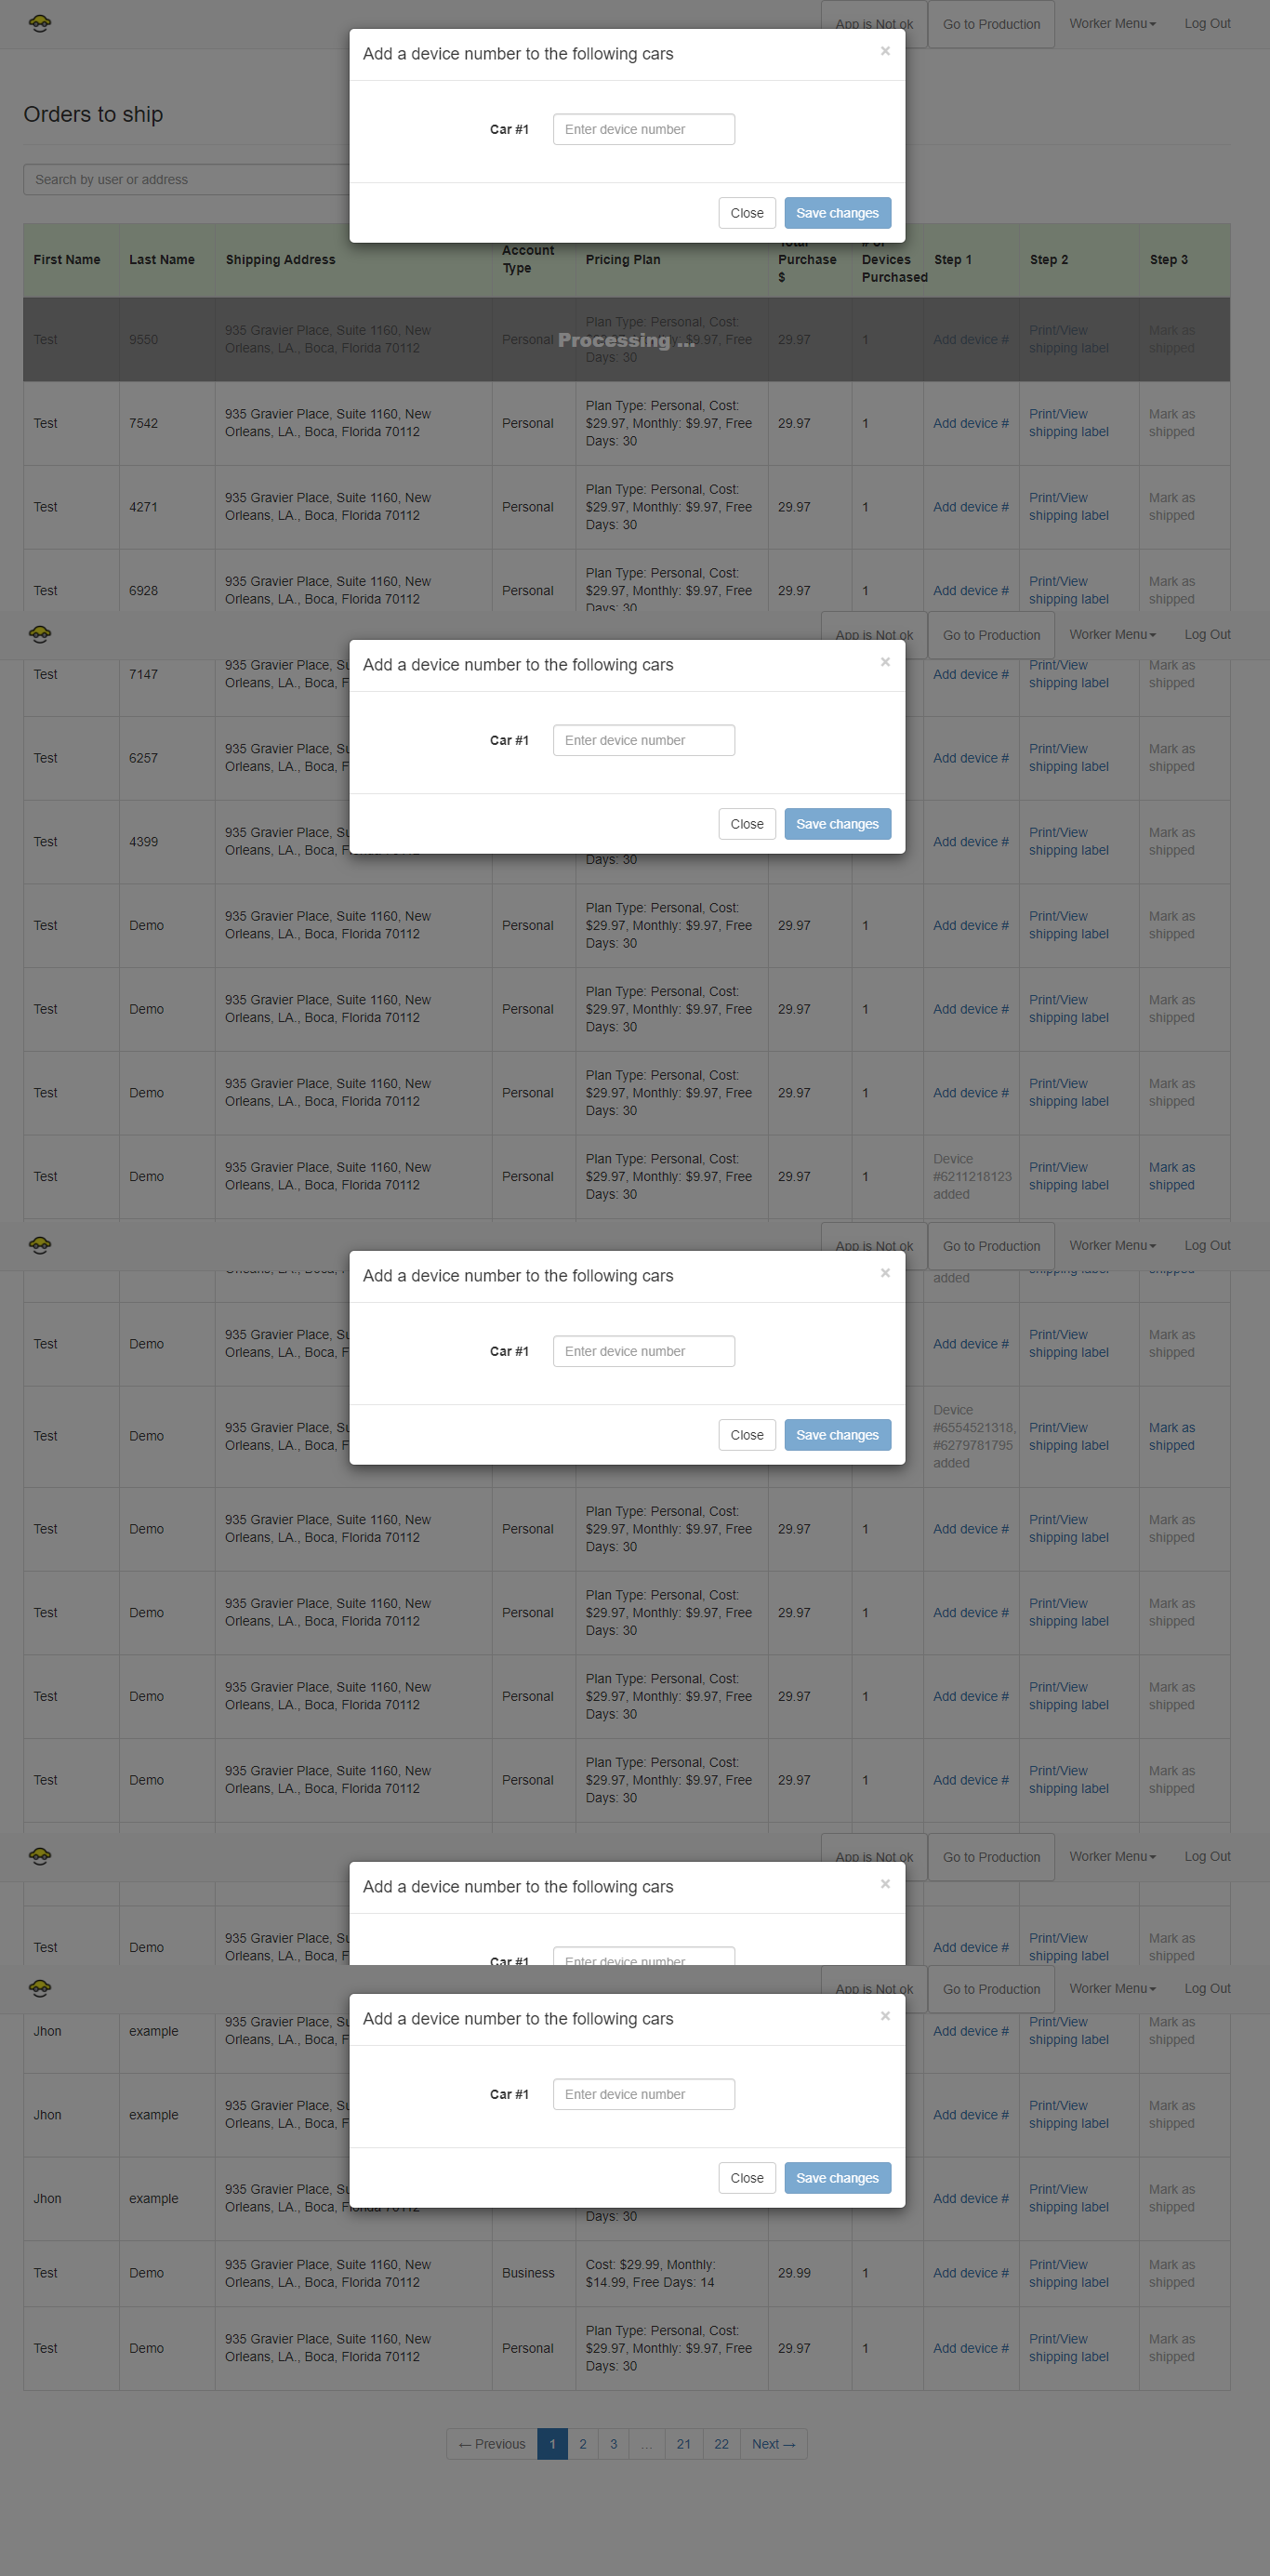 App is Not ok
Go to Production
Worker Menu
Log Out
Add a device number to the following cars
×
Orders to ship
Car #1
Enter device number
Search by user or address
Close
Save changes
First Name
Last Name
Shipping Address
Account
Type
Pricing Plan
Total
Purchase
$
# of
Devices
Purchased
Step 1
Step 2
Step 3
Test
9550
935 Gravier Place, Suite 1160, New
Orleans, LA., Boca, Florida 70112
Personal
Plan Type: Personal, Cost:
$29.97, Monthly: $9.97, Free
Days: 30
Processing ...
29.97
1
Add device #
Print/View
shipping label
Mark as
shipped
Test
7542
935 Gravier Place, Suite 1160, New
Orleans, LA., Boca, Florida 70112
Personal
Plan Type: Personal, Cost:
$29.97, Monthly: $9.97, Free
Days: 30
29.97
1
Add device #
Print/View
shipping label
Mark as
shipped
Test
4271
935 Gravier Place, Suite 1160, New
Orleans, LA., Boca, Florida 70112
Personal
Plan Type: Personal, Cost:
$29.97, Monthly: $9.97, Free
Days: 30
29.97
1
Add device #
Print/View
shipping label
Mark as
shipped
Test
6928
935 Gravier Place, Suite 1160, New
Orleans, LA., Boca, Florida 70112
Personal
Plan Type: Personal, Cost:
$29.97, Monthly: $9.97, Free
Days: 30
29.97
1
Add device #
Print/View
shipping label
Mark as
shipped
App is Not ok
Go to Production
Worker Menu
Log Out
Add a device number to the following cars
×
Car #1
Enter device number
Close
Save changes
Test
7147
935 Gravier Place,
Orleans, LA., Boca,
Add device #
Print/View
shipping label
Mark as
shipped
Test
6257
935 Gravier Place,
Orleans, LA., Boca,
Add device #
Print/View
shipping label
Mark as
shipped
Test
4399
935 Gravier Place,
Orleans, LA., Boca, Florida 70112
Days: 30
Add device #
Print/View
shipping label
Mark as
shipped
Test
Demo
935 Gravier Place, Suite 1160, New
Orleans, LA., Boca, Florida 70112
Personal
Plan Type: Personal, Cost:
$29.97, Monthly: $9.97, Free
Days: 30
29.97
1
Add device #
Print/View
shipping label
Mark as
shipped
Test
Demo
935 Gravier Place, Suite 1160, New
Orleans, LA., Boca, Florida 70112
Personal
Plan Type: Personal, Cost:
$29.97, Monthly: $9.97, Free
Days: 30
29.97
1
Add device #
Print/View
shipping label
Mark as
shipped
Test
Demo
935 Gravier Place, Suite 1160, New
Orleans, LA., Boca, Florida 70112
Personal
Plan Type: Personal, Cost:
$29.97, Monthly: $9.97, Free
Days: 30
29.97
1
Add device #
Print/View
shipping label
Mark as
shipped
Test
Demo
935 Gravier Place, Suite 1160, New
Orleans, LA., Boca, Florida 70112
Personal
Plan Type: Personal, Cost:
$29.97, Monthly: $9.97, Free
Days: 30
29.97
1
Device
#6211218123
added
Print/View
shipping label
Mark as
shipped
App is Not ok
Go to Production
Worker Menu
Log Out
Add a device number to the following cars
×
added
shipping label
shipped
Car #1
Enter device number
Close
Save changes
Test
Demo
935 Gravier Place,
Orleans, LA., Boca,
Add device #
Print/View
shipping label
Mark as
shipped
Test
Demo
935 Gravier Place,
Orleans, LA., Boca,
Device
#6554521318,
#6279781795
added
Print/View
shipping label
Mark as
shipped
Test
Demo
935 Gravier Place, Suite 1160, New
Orleans, LA., Boca, Florida 70112
Personal
Plan Type: Personal, Cost:
$29.97, Monthly: $9.97, Free
Days: 30
29.97
1
Add device #
Print/View
shipping label
Mark as
shipped
Test
Demo
935 Gravier Place, Suite 1160, New
Orleans, LA., Boca, Florida 70112
Personal
Plan Type: Personal, Cost:
$29.97, Monthly: $9.97, Free
Days: 30
29.97
1
Add device #
Print/View
shipping label
Mark as
shipped
Test
Demo
935 Gravier Place, Suite 1160, New
Orleans, LA., Boca, Florida 70112
Personal
Plan Type: Personal, Cost:
$29.97, Monthly: $9.97, Free
Days: 30
29.97
1
Add device #
Print/View
shipping label
Mark as
shipped
Test
Demo
935 Gravier Place, Suite 1160, New
Orleans, LA., Boca, Florida 70112
Personal
Plan Type: Personal, Cost:
$29.97, Monthly: $9.97, Free
Days: 30
29.97
1
Add device #
Print/View
shipping label
Mark as
shipped
App is Not ok
Go to Production
Worker Menu
Log Out
Add a device number to the following cars
×
Car #1
Enter device number
Test
Demo
935 Gravier Place,
Orleans, LA., Boca,
Add device #
Print/View
shipping label
Mark as
shipped
App is Not ok
Go to Production
Worker Menu
Log Out
Add a device number to the following cars
×
Car #1
Enter device number
Close
Save changes
Jhon
example
935 Gravier Place,
Orleans, LA., Boca,
Add device #
Print/View
shipping label
Mark as
shipped
Jhon
example
935 Gravier Place,
Orleans, LA., Boca,
Add device #
Print/View
shipping label
Mark as
shipped
Jhon
example
935 Gravier Place,
Orleans, LA., Boca, Florida 70112
Days: 30
Add device #
Print/View
shipping label
Mark as
shipped
Test
Demo
935 Gravier Place, Suite 1160, New
Orleans, LA., Boca, Florida 70112
Business
Cost: $29.99, Monthly:
$14.99, Free Days: 14
29.99
1
Add device #
Print/View
shipping label
Mark as
shipped
Test
Demo
935 Gravier Place, Suite 1160, New
Orleans, LA., Boca, Florida 70112
Personal
Plan Type: Personal, Cost:
$29.97, Monthly: $9.97, Free
Days: 30
29.97
1
Add device #
Print/View
shipping label
Mark as
shipped
← Previous
1
2
3
...
21
22
Next →